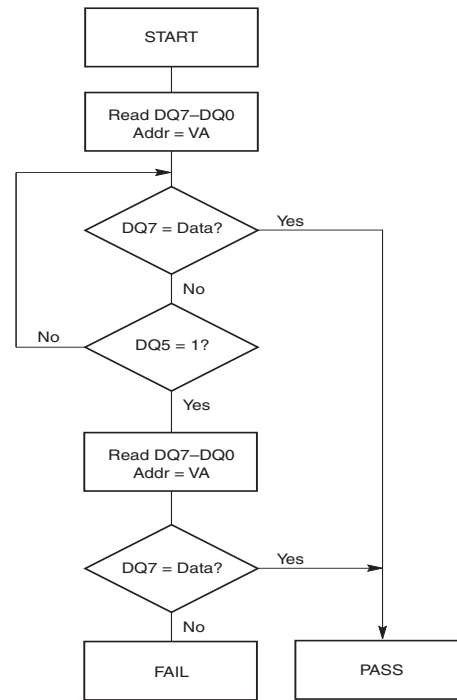 START
Read DQ7–DQ0
Addr = VA
DQ7 = Data?
Yes
No
No
DQ5 = 1?
Yes
Read DQ7–DQ0
Addr = VA
DQ7 = Data?
Yes
No
FAIL
PASS